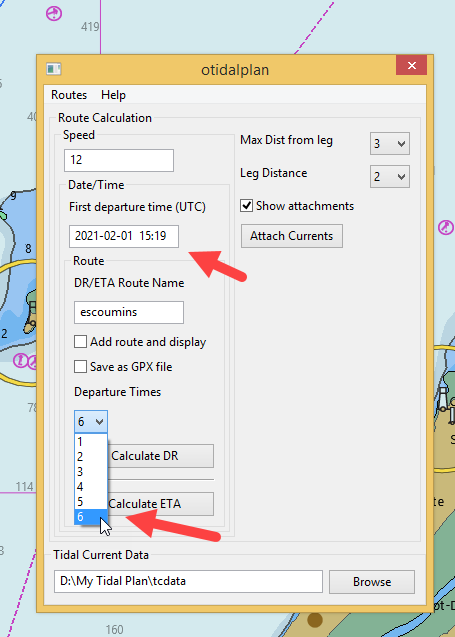 otidalplan
Routes Help
Route Calculation
Speed
12
Max Dist from leg
3
Leg Distance
2
Date/Time
First departure time (UTC)
2021-02-01 15:19
Show attachments
Attach Currents
Route
DR/ETA Route Name
escoumins
Add route and display
Save as GPX file
Departure Times
6
1
2
3
4
5
6
Calculate DR
Calculate ETA
Tidal Current Data
D:\My Tidal Plan\tcdata
Browse
9
8
2
114
160